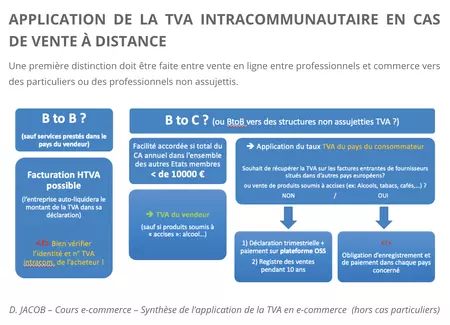 APPLICATION DE LA TVA INTRACOMMUNAUTAIRE EN CAS
DE VENTE À DISTANCE
Une première distinction doit être faite entre vente en ligne entre professionnels et commerce vers
des particuliers ou des professionnels non assujettis.
B to B ?
(sauf services prestés dans le
pays du vendeur)
Facturation HTVA
possible
(l'entreprise auto-liquidera le
montant de la TVA dans sa
déclaration)
Bien vérifier
l'identité et n° TVA
intracom. de l'acheteur !
B to C ? (ou BtoB vers des structures non assujetties TVA ?)
Facilité accordée si total du
CA annuel dans l'ensemble
des autres Etats membres
< de 10000 €
➔ TVA du vendeur
(sauf si produits soumis à
« accises »: alcool...)
➔ Application du taux TVA du pays du consommateur
Souhait de récupérer la TVA sur les factures entrantes de fournisseurs
situés dans d'autres pays européens?
ou vente de produits soumis à accises (ex: Alcools, tabacs, cafés,...) ?
NON / OUI
1) Déclaration trimestrielle +
paiement sur plateforme OSS
2) Registre des ventes
pendant 10 ans
Obligation d'enregistrement et
de paiement dans chaque pays
concerné
D. JACOB – Cours e-commerce – Synthèse de l'application de la TVA en e-commerce (hors cas particuliers)